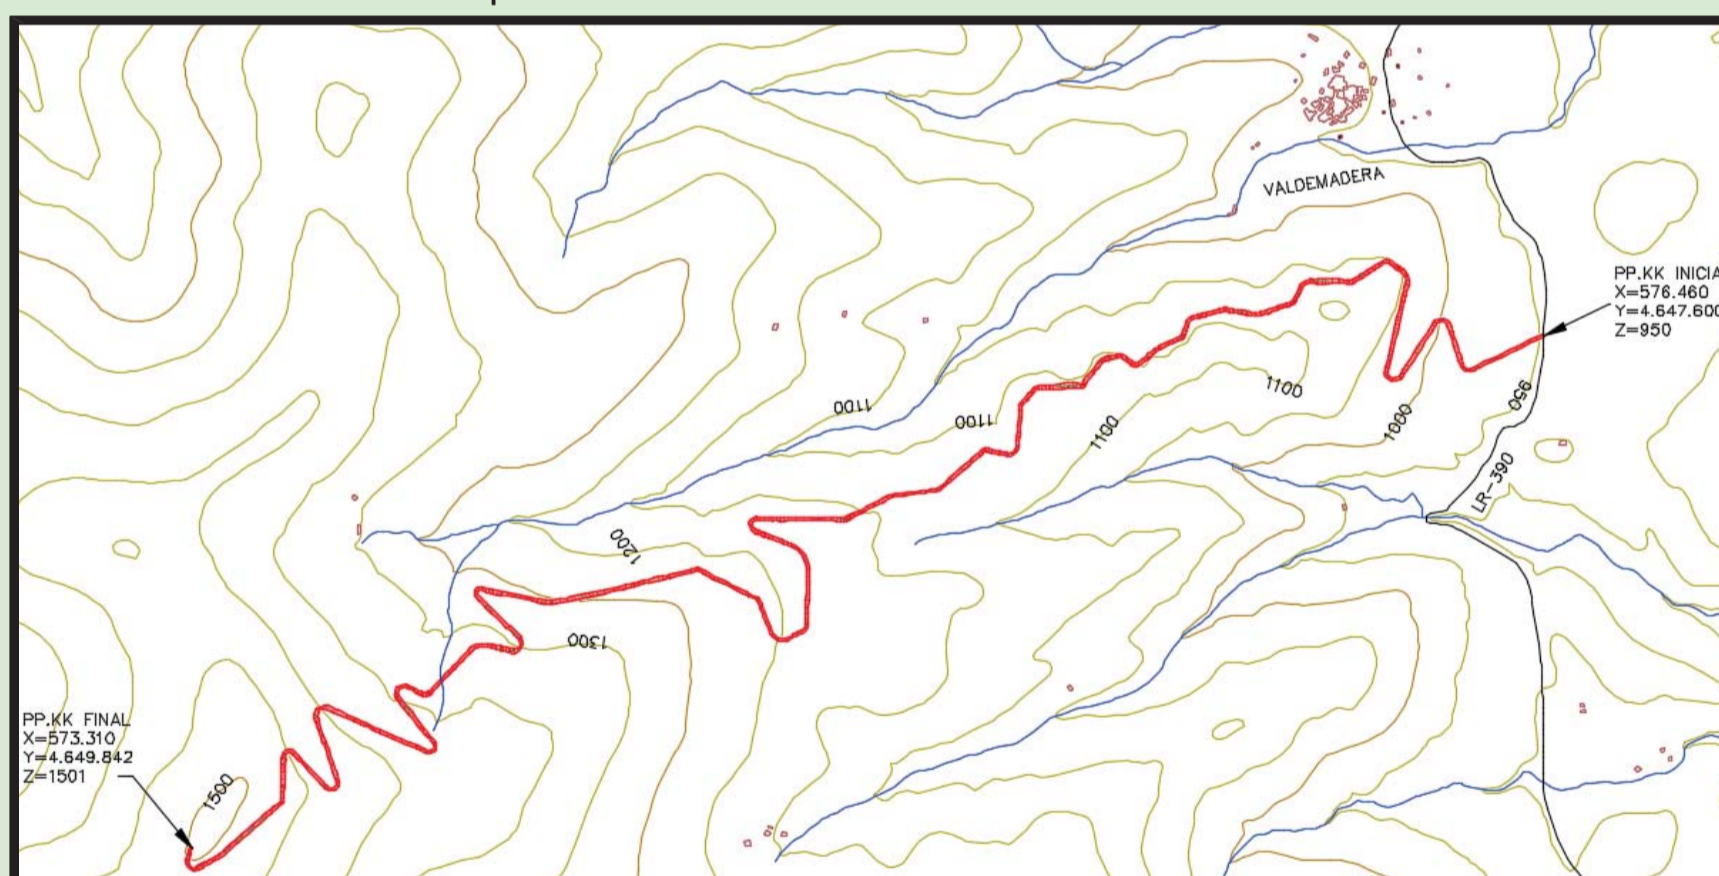 VALDEMADERA
PP.KK INICIA
X=576.460
Y=4.647.600
Z=950
1100
950
1100
1100
1100
1000
LR-390
1200
1300
PP.KK FINAL
X=573.310
Y=4.649.842
Z=1501
1500